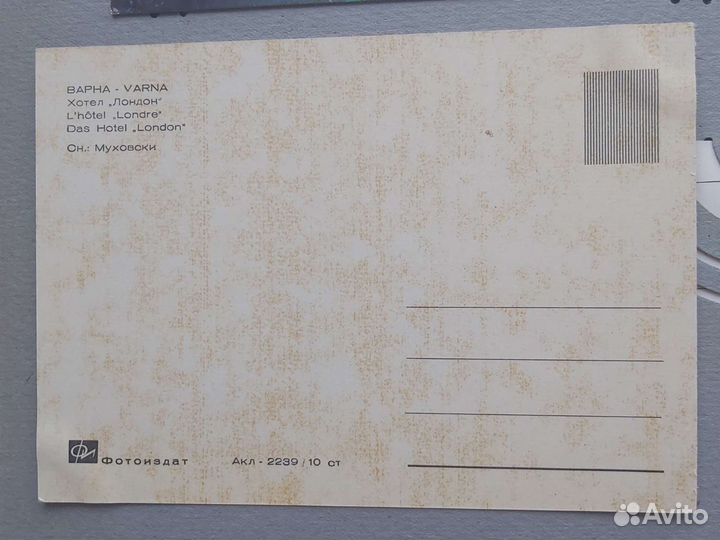 ВАРНА - VARNA
Хотел „Лондон"
L'hôtel „Londre"
Das Hotel „London"
Сн.: Муховски
Фотоиздат
Акл - 2239 / 10 ст
Avito